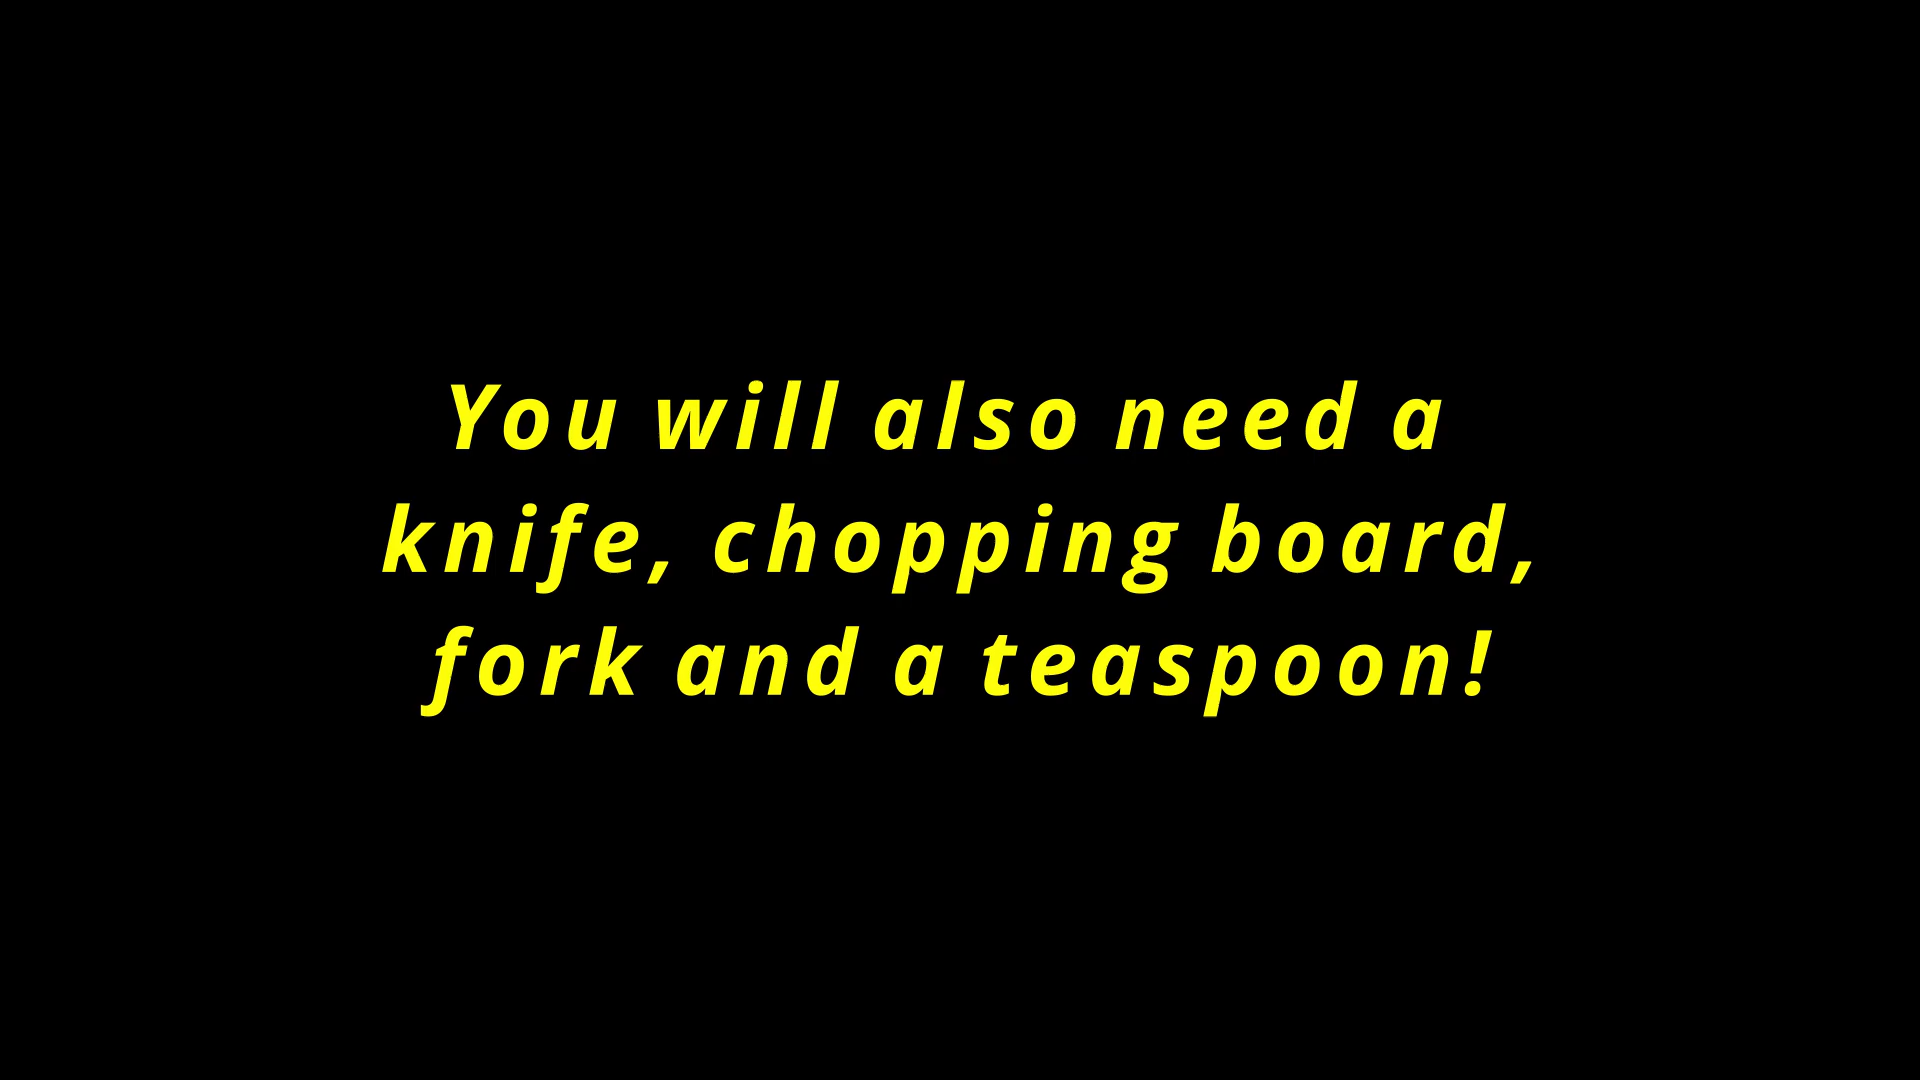 You will also need a
knife, chopping board,
fork and a teaspoon!